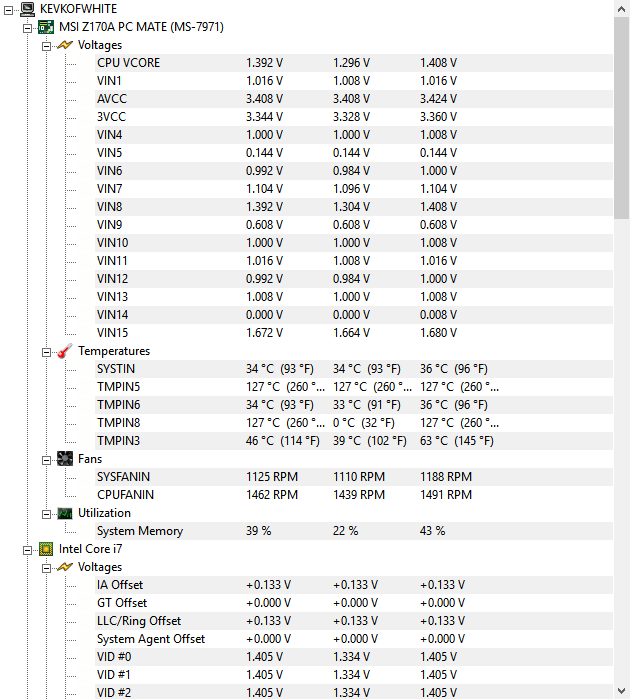 KEVKOFWHITE
MSI Z170A PC MATE (MS-7971)
Voltages
CPU VCORE 1.392 V 1.296 V 1.408 V
VIN1 1.016 V 1.008 V 1.016 V
AVCC 3.408 V 3.408 V 3.424 V
3VCC 3.344 V 3.328 V 3.360 V
VIN4 1.000 V 1.000 V 1.008 V
VIN5 0.144 V 0.144 V 0.144 V
VIN6 0.992 V 0.984 V 1.000 V
VIN7 1.104 V 1.096 V 1.104 V
VIN8 1.392 V 1.304 V 1.408 V
VIN9 0.608 V 0.608 V 0.608 V
VIN10 1.000 V 1.000 V 1.008 V
VIN11 1.016 V 1.008 V 1.016 V
VIN12 0.992 V 0.984 V 1.000 V
VIN13 1.008 V 1.000 V 1.008 V
VIN14 0.000 V 0.000 V 0.008 V
VIN15 1.672 V 1.664 V 1.680 V
Temperatures
SYSTIN 34 °C (93 °F) 34 °C (93 °F) 36 °C (96 °F)
TMPIN5 127 °C (260 °... 127 °C (260 °... 127 °C (260 °...
TMPIN6 34 °C (93 °F) 33 °C (91 °F) 36 °C (96 °F)
TMPIN8 127 °C (260 °... 0 °C (32 °F) 127 °C (260 °...
TMPIN3 46 °C (114 °F) 39 °C (102 °F) 63 °C (145 °F)
Fans
SYSFANIN 1125 RPM 1110 RPM 1188 RPM
CPUFANIN 1462 RPM 1439 RPM 1491 RPM
Utilization
System Memory 39 % 22 % 43 %
Intel Core i7
Voltages
IA Offset +0.133 V +0.133 V +0.133 V
GT Offset +0.000 V +0.000 V +0.000 V
LLC/Ring Offset +0.133 V +0.133 V +0.133 V
System Agent Offset +0.000 V +0.000 V +0.000 V
VID #0 1.405 V 1.334 V 1.405 V
VID #1 1.405 V 1.334 V 1.405 V
VID #2 1.405 V 1.334 V 1.405 V